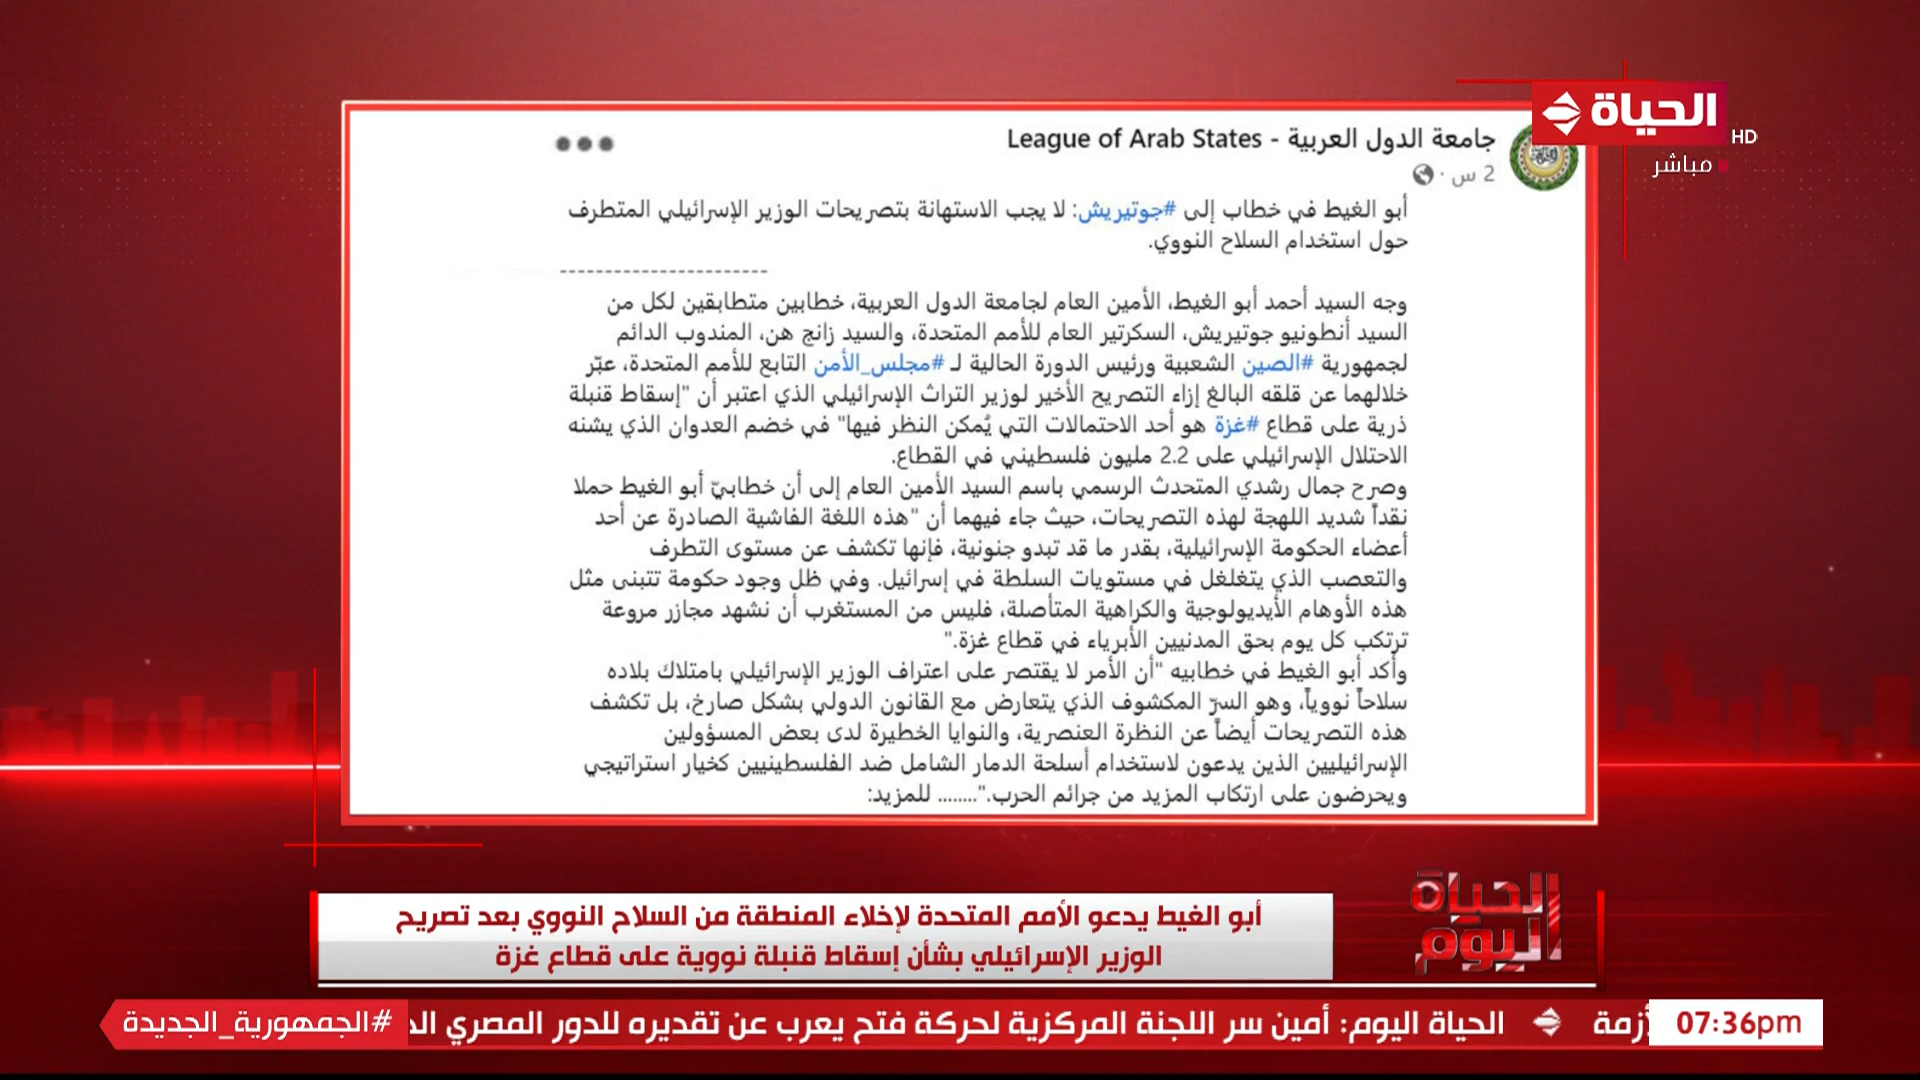 الحياة
HD
مباشر
جامعة الدول العربية - League of Arab States
2 س ·
أبو الغيط في خطاب إلى #جوتيريش: لا يجب الاستهانة بتصريحات الوزير الإسرائيلي المتطرف
حول استخدام السلاح النووي.
-----------------------
وجه السيد أحمد أبو الغيط، الأمين العام لجامعة الدول العربية، خطابين متطابقين لكل من
السيد أنطونيو جوتيريش، السكرتير العام للأمم المتحدة، والسيد زانج هن، المندوب الدائم
لجمهورية #الصين الشعبية ورئيس الدورة الحالية لـ #مجلس_الأمن التابع للأمم المتحدة، عبّر
خلالهما عن قلقه البالغ إزاء التصريح الأخير لوزير التراث الإسرائيلي الذي اعتبر أن "إسقاط قنبلة
ذرية على قطاع #غزة هو أحد الاحتمالات التي يُمكن النظر فيها" في خضم العدوان الذي يشنه
الاحتلال الإسرائيلي على 2.2 مليون فلسطيني في القطاع.
وصرح جمال رشدي المتحدث الرسمي باسم السيد الأمين العام إلى أن خطابيّ أبو الغيط حملا
نقداً شديد اللهجة لهذه التصريحات، حيث جاء فيهما أن "هذه اللغة الفاشية الصادرة عن أحد
أعضاء الحكومة الإسرائيلية، بقدر ما قد تبدو جنونية، فإنها تكشف عن مستوى التطرف
والتعصب الذي يتغلغل في مستويات السلطة في إسرائيل. وفي ظل وجود حكومة تتبنى مثل
هذه الأوهام الأيديولوجية والكراهية المتأصلة، فليس من المستغرب أن نشهد مجازر مروعة
ترتكب كل يوم بحق المدنيين الأبرياء في قطاع غزة."
وأكد أبو الغيط في خطابيه "أن الأمر لا يقتصر على اعتراف الوزير الإسرائيلي بامتلاك بلاده
سلاحاً نووياً، وهو السرّ المكشوف الذي يتعارض مع القانون الدولي بشكل صارخ، بل تكشف
هذه التصريحات أيضاً عن النظرة العنصرية، والنوايا الخطيرة لدى بعض المسؤولين
الإسرائيليين الذين يدعون لاستخدام أسلحة الدمار الشامل ضد الفلسطينيين كخيار استراتيجي
ويحرضون على ارتكاب المزيد من جرائم الحرب."........ للمزيد:
الحياة
اليوم
أبو الغيط يدعو الأمم المتحدة لإخلاء المنطقة من السلاح النووي بعد تصريح
الوزير الإسرائيلي بشأن إسقاط قنبلة نووية على قطاع غزة
07:36pm
أزمة الحياة اليوم: أمين سر اللجنة المركزية لحركة فتح يعرب عن تقديره للدور المصري
#الجمهورية_الجديدة